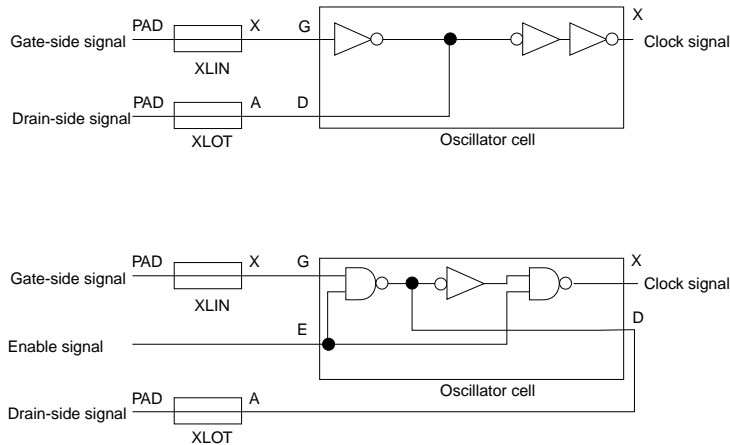 PAD X G X
Gate-side signal Clock signal
XLIN
PAD A D
Drain-side signal
XLOT Oscillator cell
PAD X G X
Gate-side signal Clock signal
XLIN
E D
Enable signal
Oscillator cell
PAD A
Drain-side signal
XLOT